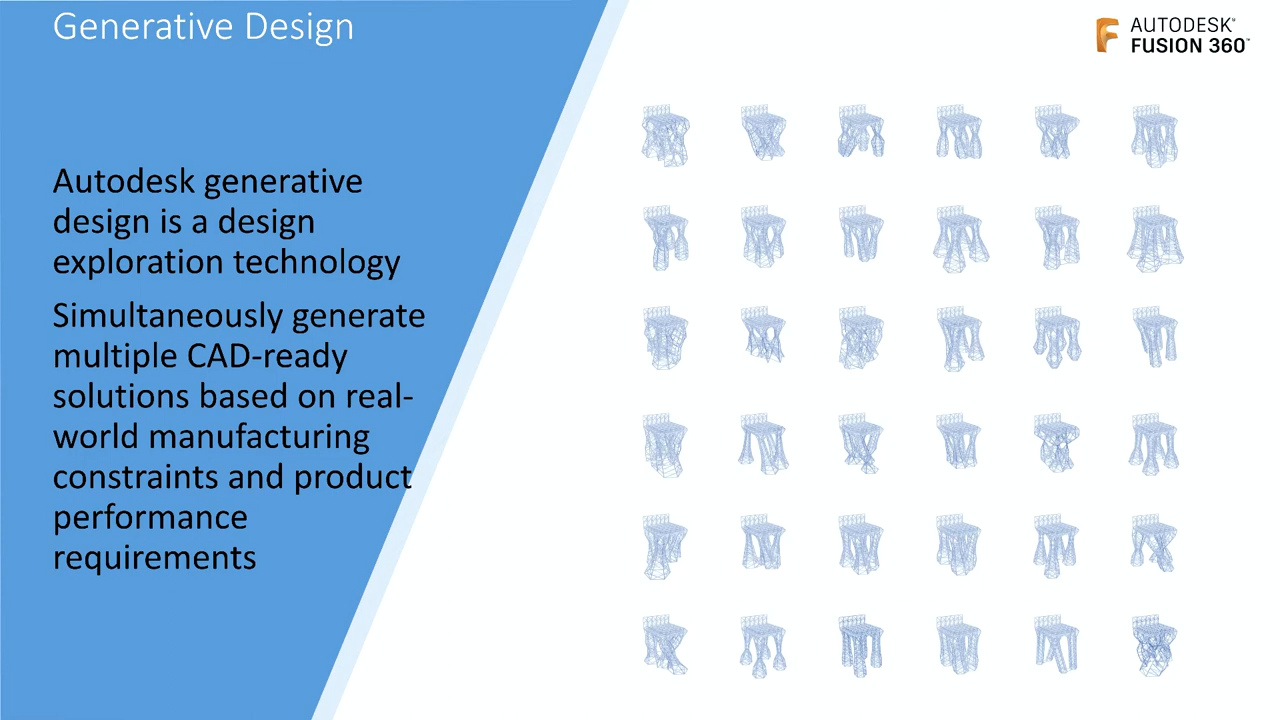 Generative Design
AUTODESK®
FUSION 360™
Autodesk generative
design is a design
exploration technology
Simultaneously generate
multiple CAD-ready
solutions based on real-
world manufacturing
constraints and product
performance
requirements